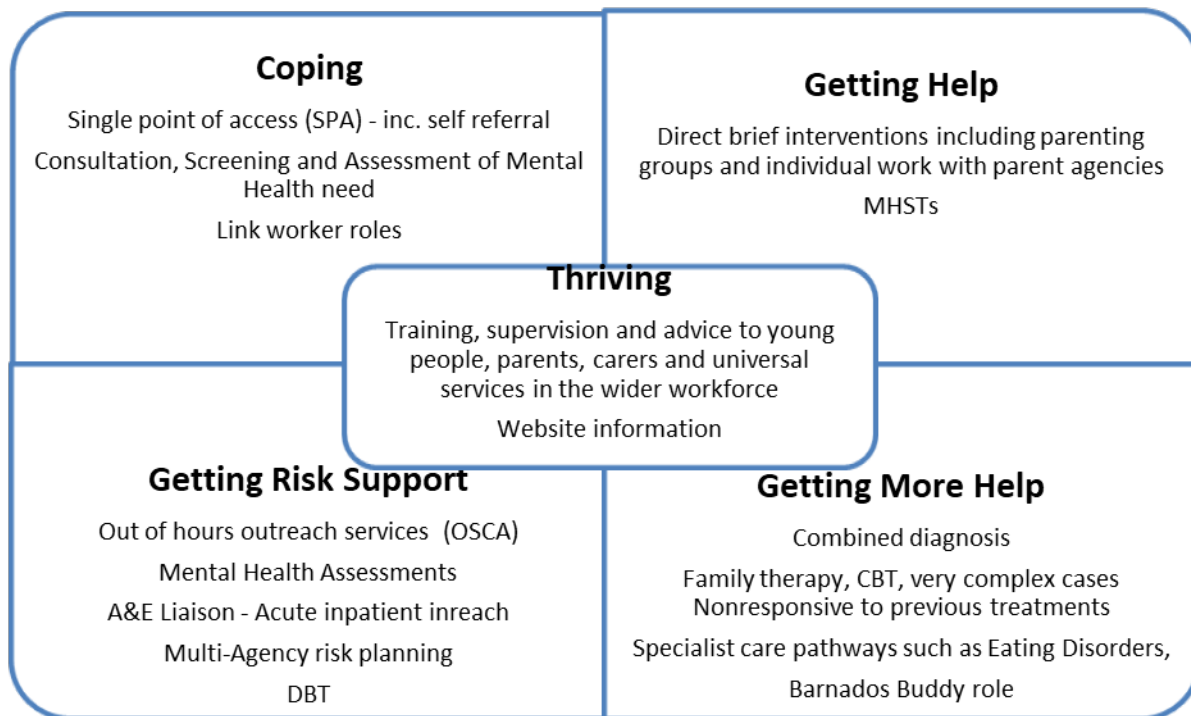 Coping
Single point of access (SPA) - inc. self referral
Consultation, Screening and Assessment of Mental
Health need
Link worker roles
Getting Help
Direct brief interventions including parenting
groups and individual work with parent agencies
MHSTs
Thriving
Training, supervision and advice to young
people, parents, carers and universal
services in the wider workforce
Website information
Getting Risk Support
Out of hours outreach services  (OSCA)
Mental Health Assessments
A&E Liaison - Acute inpatient inreach
Multi-Agency risk planning
DBT
Getting More Help
Combined diagnosis
Family therapy, CBT, very complex cases
Nonresponsive to previous treatments
Specialist care pathways such as Eating Disorders,
Barnados Buddy role